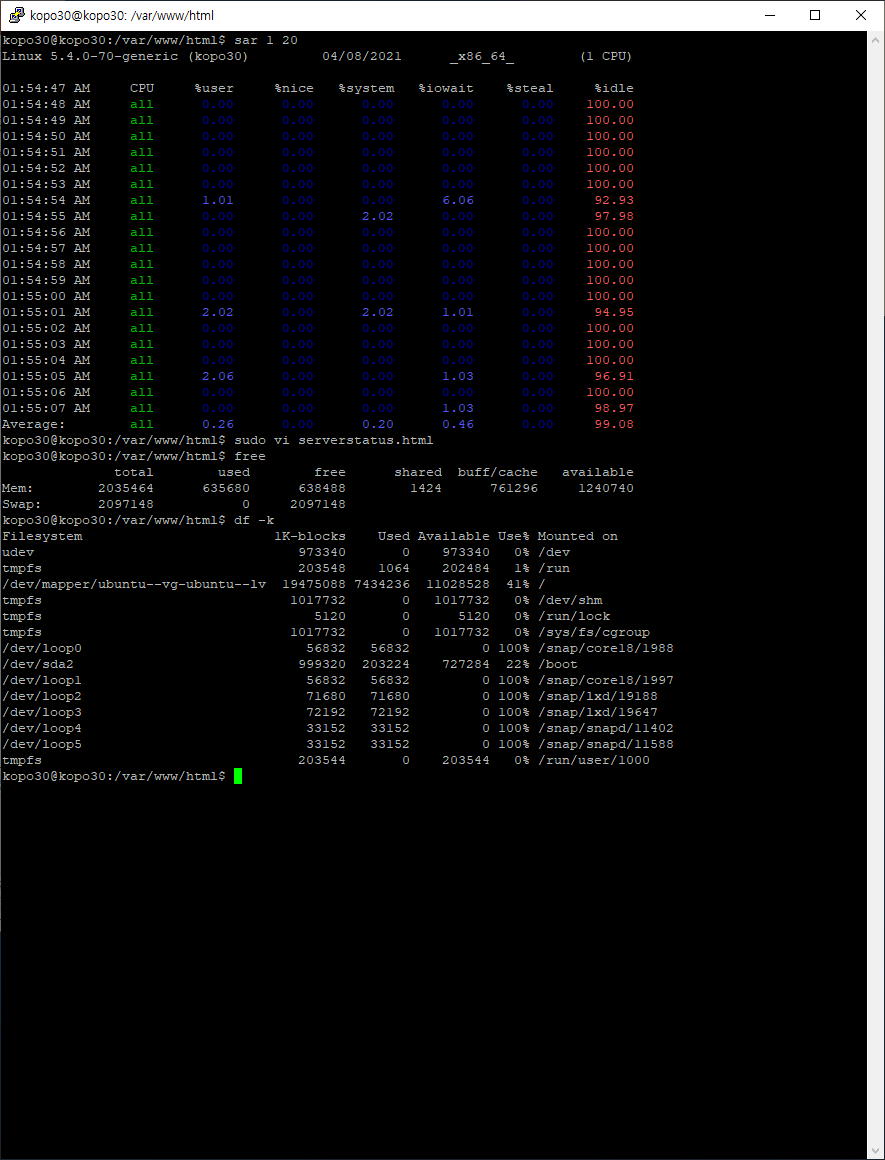 kopo30@kopo30: /var/www/html
kopo30@kopo30:/var/www/html$ sar 1 20
Linux 5.4.0-70-generic (kopo30) 04/08/2021 _x86_64_ (1 CPU)
01:54:47 AM CPU %user %nice %system %iowait %steal %idle
01:54:48 AM all 0.00 0.00 0.00 0.00 0.00 100.00
01:54:49 AM all 0.00 0.00 0.00 0.00 0.00 100.00
01:54:50 AM all 0.00 0.00 0.00 0.00 0.00 100.00
01:54:51 AM all 0.00 0.00 0.00 0.00 0.00 100.00
01:54:52 AM all 0.00 0.00 0.00 0.00 0.00 100.00
01:54:53 AM all 0.00 0.00 0.00 0.00 0.00 100.00
01:54:54 AM all 1.01 0.00 0.00 6.06 0.00 92.93
01:54:55 AM all 0.00 0.00 2.02 0.00 0.00 97.98
01:54:56 AM all 0.00 0.00 0.00 0.00 0.00 100.00
01:54:57 AM all 0.00 0.00 0.00 0.00 0.00 100.00
01:54:58 AM all 0.00 0.00 0.00 0.00 0.00 100.00
01:54:59 AM all 0.00 0.00 0.00 0.00 0.00 100.00
01:55:00 AM all 0.00 0.00 0.00 0.00 0.00 100.00
01:55:01 AM all 2.02 0.00 2.02 1.01 0.00 94.95
01:55:02 AM all 0.00 0.00 0.00 0.00 0.00 100.00
01:55:03 AM all 0.00 0.00 0.00 0.00 0.00 100.00
01:55:04 AM all 0.00 0.00 0.00 0.00 0.00 100.00
01:55:05 AM all 2.06 0.00 0.00 1.03 0.00 96.91
01:55:06 AM all 0.00 0.00 0.00 0.00 0.00 100.00
01:55:07 AM all 0.00 0.00 0.00 1.03 0.00 98.97
Average: all 0.26 0.00 0.20 0.46 0.00 99.08
kopo30@kopo30:/var/www/html$ sudo vi serverstatus.html
kopo30@kopo30:/var/www/html$ free
total used free shared buff/cache available
Mem: 2035464 635680 638488 1424 761296 1240740
Swap: 2097148 0 2097148
kopo30@kopo30:/var/www/html$ df -k
Filesystem 1K-blocks Used Available Use% Mounted on
udev 973340 0 973340 0% /dev
tmpfs 203548 1064 202484 1% /run
/dev/mapper/ubuntu--vg-ubuntu--lv 19475088 7434236 11028528 41% /
tmpfs 1017732 0 1017732 0% /dev/shm
tmpfs 5120 0 5120 0% /run/lock
tmpfs 1017732 0 1017732 0% /sys/fs/cgroup
/dev/loop0 56832 56832 0 100% /snap/core18/1988
/dev/sda2 999320 203224 727284 22% /boot
/dev/loop1 56832 56832 0 100% /snap/core18/1997
/dev/loop2 71680 71680 0 100% /snap/lxd/19188
/dev/loop3 72192 72192 0 100% /snap/lxd/19647
/dev/loop4 33152 33152 0 100% /snap/snapd/11402
/dev/loop5 33152 33152 0 100% /snap/snapd/11588
tmpfs 203544 0 203544 0% /run/user/1000
kopo30@kopo30:/var/www/html$